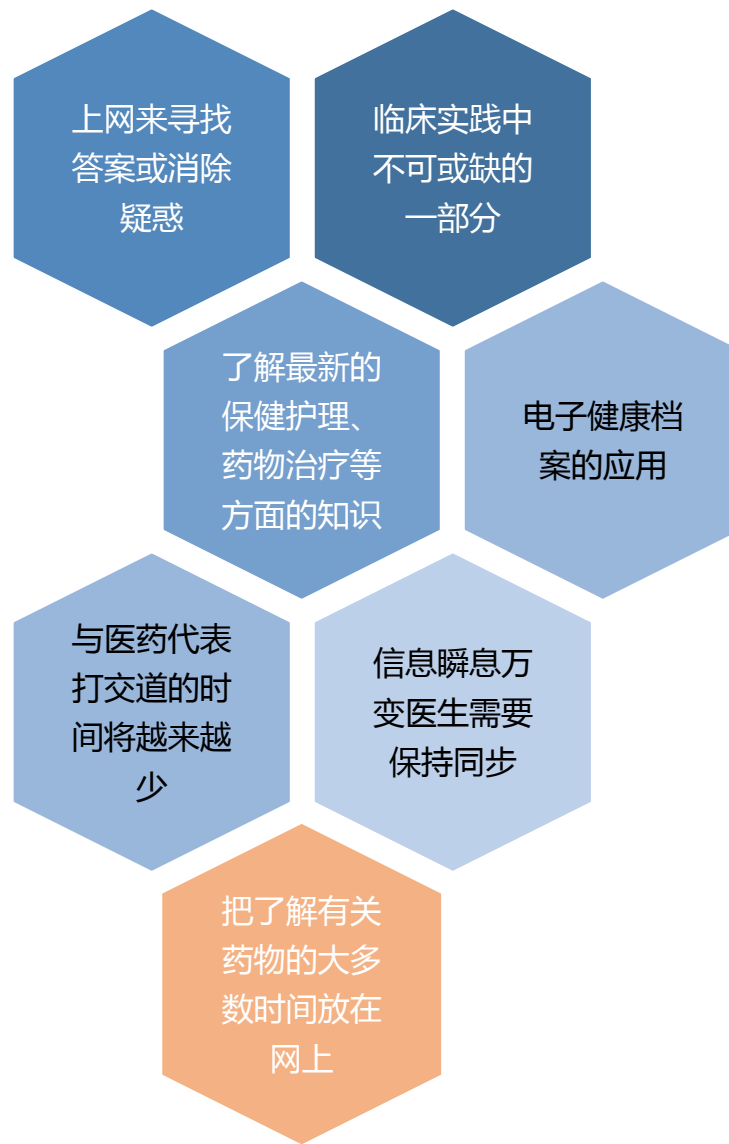 上网来寻找
答案或消除
疑惑
临床实践中
不可或缺的
一部分
了解最新的
保健护理、
药物治疗等
方面的知识
电子健康档
案的应用
与医药代表
打交道的时
间将越来越
少
信息瞬息万
变医生需要
保持同步
把了解有关
药物的大多
数时间放在
网上